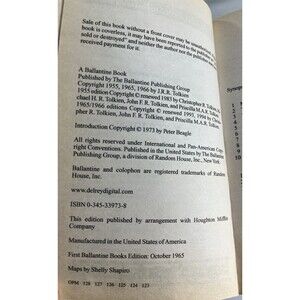 Sale of this book without a front cover may be unauthorized. If this
book is coverless, it may have been reported to the publisher
sold or destroyed" and neither the author nor the publisher
received payment for it.
A Ballantine Book
Published by The Ballantine Publishing Group
Copyright © 1955, 1965, 1966 by J.R.R. Tolkien
1955 edition Copyright © renewed 1983 by Christopher R. Tolkien,
chael H. R. Tolkien, John F. R. Tolkien, and Priscilla M.A.R. Tolkien
1965/1966 editions Copyright © renewed 1993, 1994 by
pher R. Tolkien, John F. R. Tolkien, and Priscilla M.A.R. Tolkien
Introduction Copyright © 1973 by Peter Beagle
All rights reserved under International and Pan-American Copy-
right Conventions. Published in the United States by The Ballantine
Publishing Group, a division of Random House, Inc., New York.
Ballantine and colophon are registered trademarks of Random
House, Inc.
www.delreydigital.com
ISBN 0-345-33973-8
This edition published by arrangement with Houghton Mifflin
Company
Manufactured in the United States of America
First Ballantine Books Edition: October 1965
Maps by Shelly Shapiro
OPM 128 127 126 125 124 123